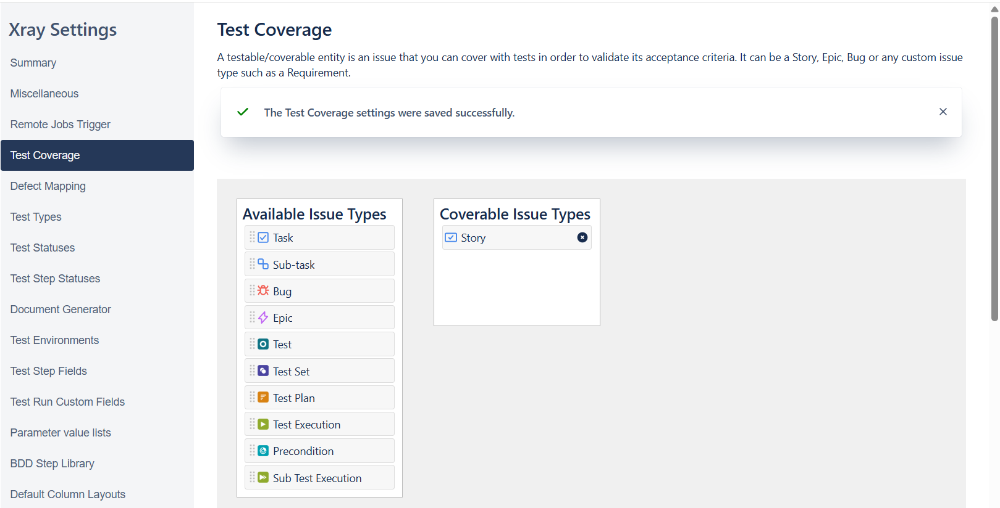 Xray Settings
Summary
Miscellaneous
Remote Jobs Trigger
Test Coverage
Defect Mapping
Test Types
Test Statuses
Test Step Statuses
Document Generator
Test Environments
Test Step Fields
Test Run Custom Fields
Parameter value lists
BDD Step Library
Default Column Layouts
Test Coverage
A testable/coverable entity is an issue that you can cover with tests in order to validate its acceptance criteria. It can be a Story, Epic, Bug or any custom issue
type such as a Requirement.
The Test Coverage settings were saved successfully.
Available Issue Types
Task
Sub-task
Bug
Epic
Test
Test Set
Test Plan
Test Execution
Precondition
Sub Test Execution
Coverable Issue Types
Story